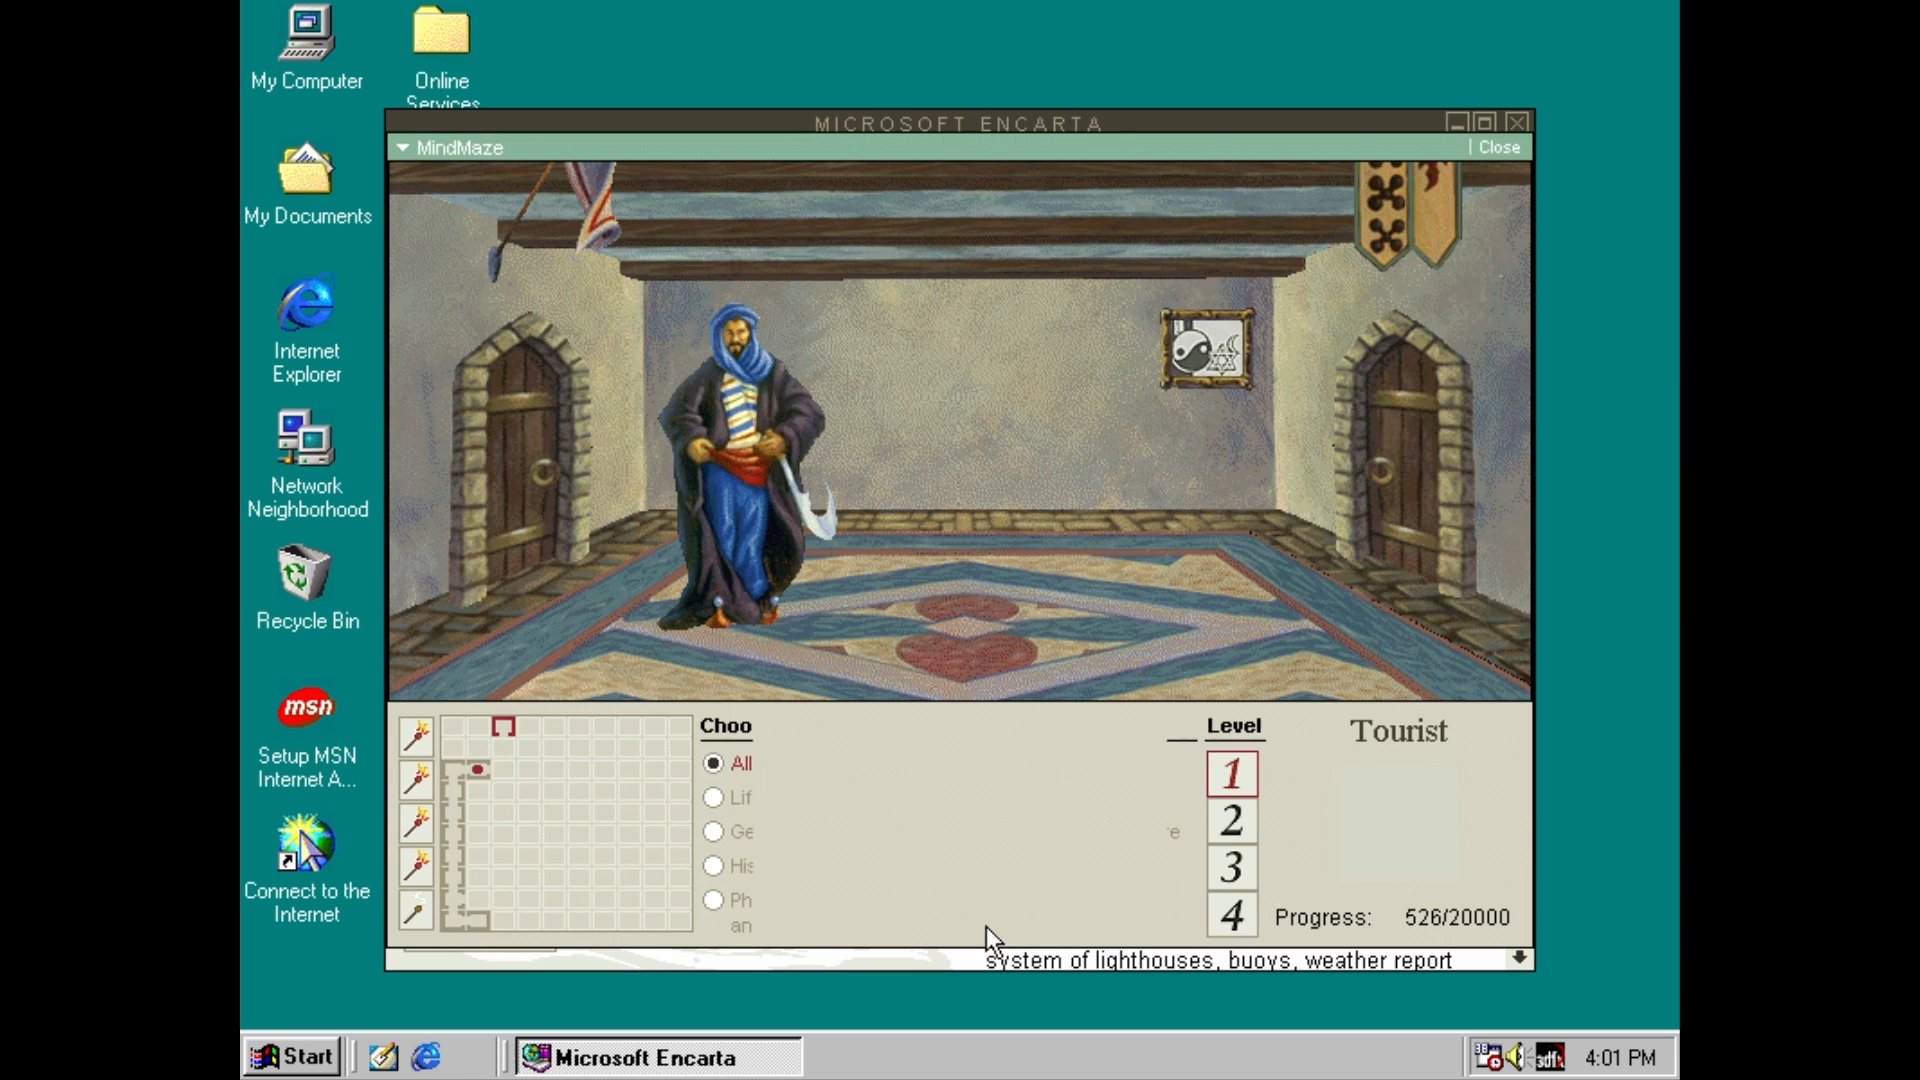 My Computer
Online
Services
MICROSOFT ENCARTA
MindMaze
| Close
My Documents
Internet
Explorer
Network
Neighborhood
Recycle Bin
msn
Setup MSN
Internet A...
Connect to the
Internet
Choo
All
Lif
Ge
His
Ph
an
re
Level
1
2
3
4
Tourist
Progress: 526/20000
system of lighthouses, buoys, weather report
Start
Microsoft Encarta
4:01 PM